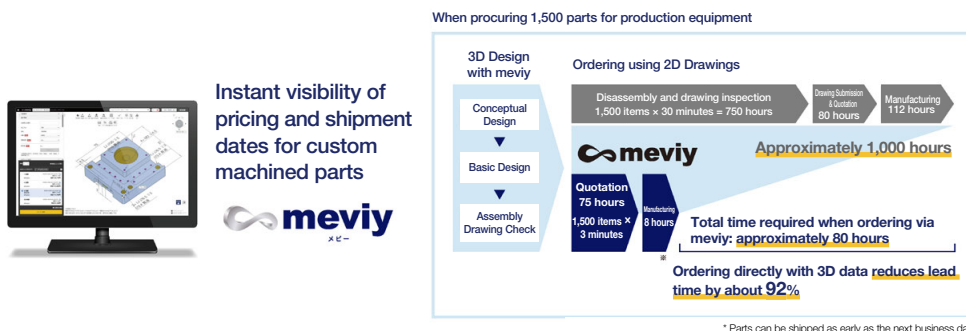 When procuring 1,500 parts for production equipment
Instant visibility of
pricing and shipment
dates for custom
machined parts
meviy
メビー
3D Design
with meviy
Conceptual
Design
Basic Design
Assembly
Drawing Check
Ordering using 2D Drawings
Disassembly and drawing inspection
1,500 items × 30 minutes = 750 hours
Drawing Submission
& Quotation
80 hours
Manufacturing
112 hours
meviy
Approximately 1,000 hours
Quotation
75 hours
1,500 items ×
3 minutes
Manufacturing
8 hours
※
Total time required when ordering via
meviy: approximately 80 hours
Ordering directly with 3D data reduces lead
time by about 92%
* Parts can be shipped as early as the next business da